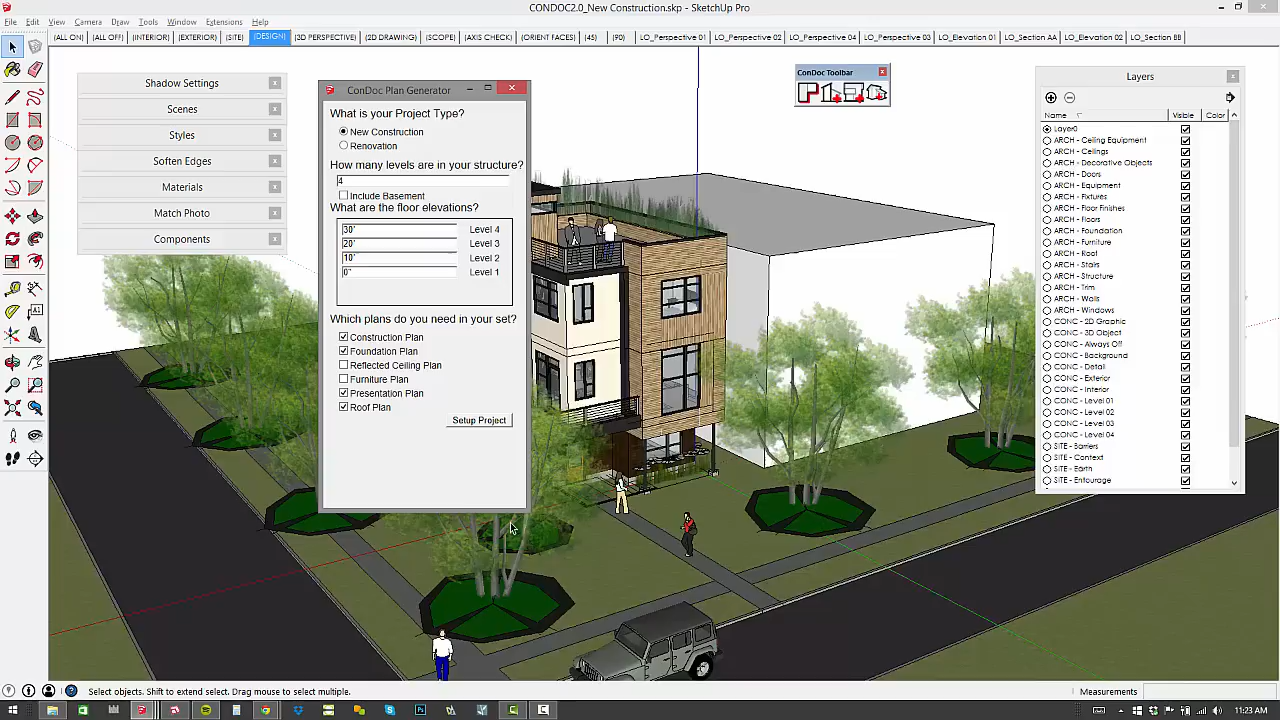 CONDOC2.0_New Construction.skp - SketchUp Pro
File Edit View Camera Draw Tools Window Extensions Help
(ALL ON) (ALL OFF) (INTERIOR) (EXTERIOR) (SITE) (DESIGN) (3D PERSPECTIVE) (2D DRAWING) (SCOPE) (AXIS CHECK) (ORIENT FACES) (45) (90) LO_Perspective 01 LO_Perspective 02 LO_Perspective 04 LO_Perspective 03 LO_Elevation 01 LO_Section AA LO_Elevation 02 LO_Section BB
Shadow Settings
Scenes
Styles
Soften Edges
Materials
Match Photo
Components
ConDoc Plan Generator
What is your Project Type?
New Construction
Renovation
How many levels are in your structure?
4
Include Basement
What are the floor elevations?
30' Level 4
20' Level 3
10' Level 2
0" Level 1
Which plans do you need in your set?
Construction Plan
Foundation Plan
Reflected Ceiling Plan
Furniture Plan
Presentation Plan
Roof Plan
Setup Project
ConDoc Toolbar
Layers
Name Visible Color
Layer0
ARCH - Ceiling Equipment
ARCH - Ceilings
ARCH - Decorative Objects
ARCH - Doors
ARCH - Equipment
ARCH - Fixtures
ARCH - Floor Finishes
ARCH - Floors
ARCH - Foundation
ARCH - Furniture
ARCH - Roof
ARCH - Stairs
ARCH - Structure
ARCH - Trim
ARCH - Walls
ARCH - Windows
CONC - 2D Graphic
CONC - 3D Object
CONC - Always Off
CONC - Background
CONC - Detail
CONC - Exterior
CONC - Interior
CONC - Level 01
CONC - Level 02
CONC - Level 03
CONC - Level 04
SITE - Barriers
SITE - Context
SITE - Earth
SITE - Entourage
Select objects. Shift to extend select. Drag mouse to select multiple.
Measurements
11:23 AM